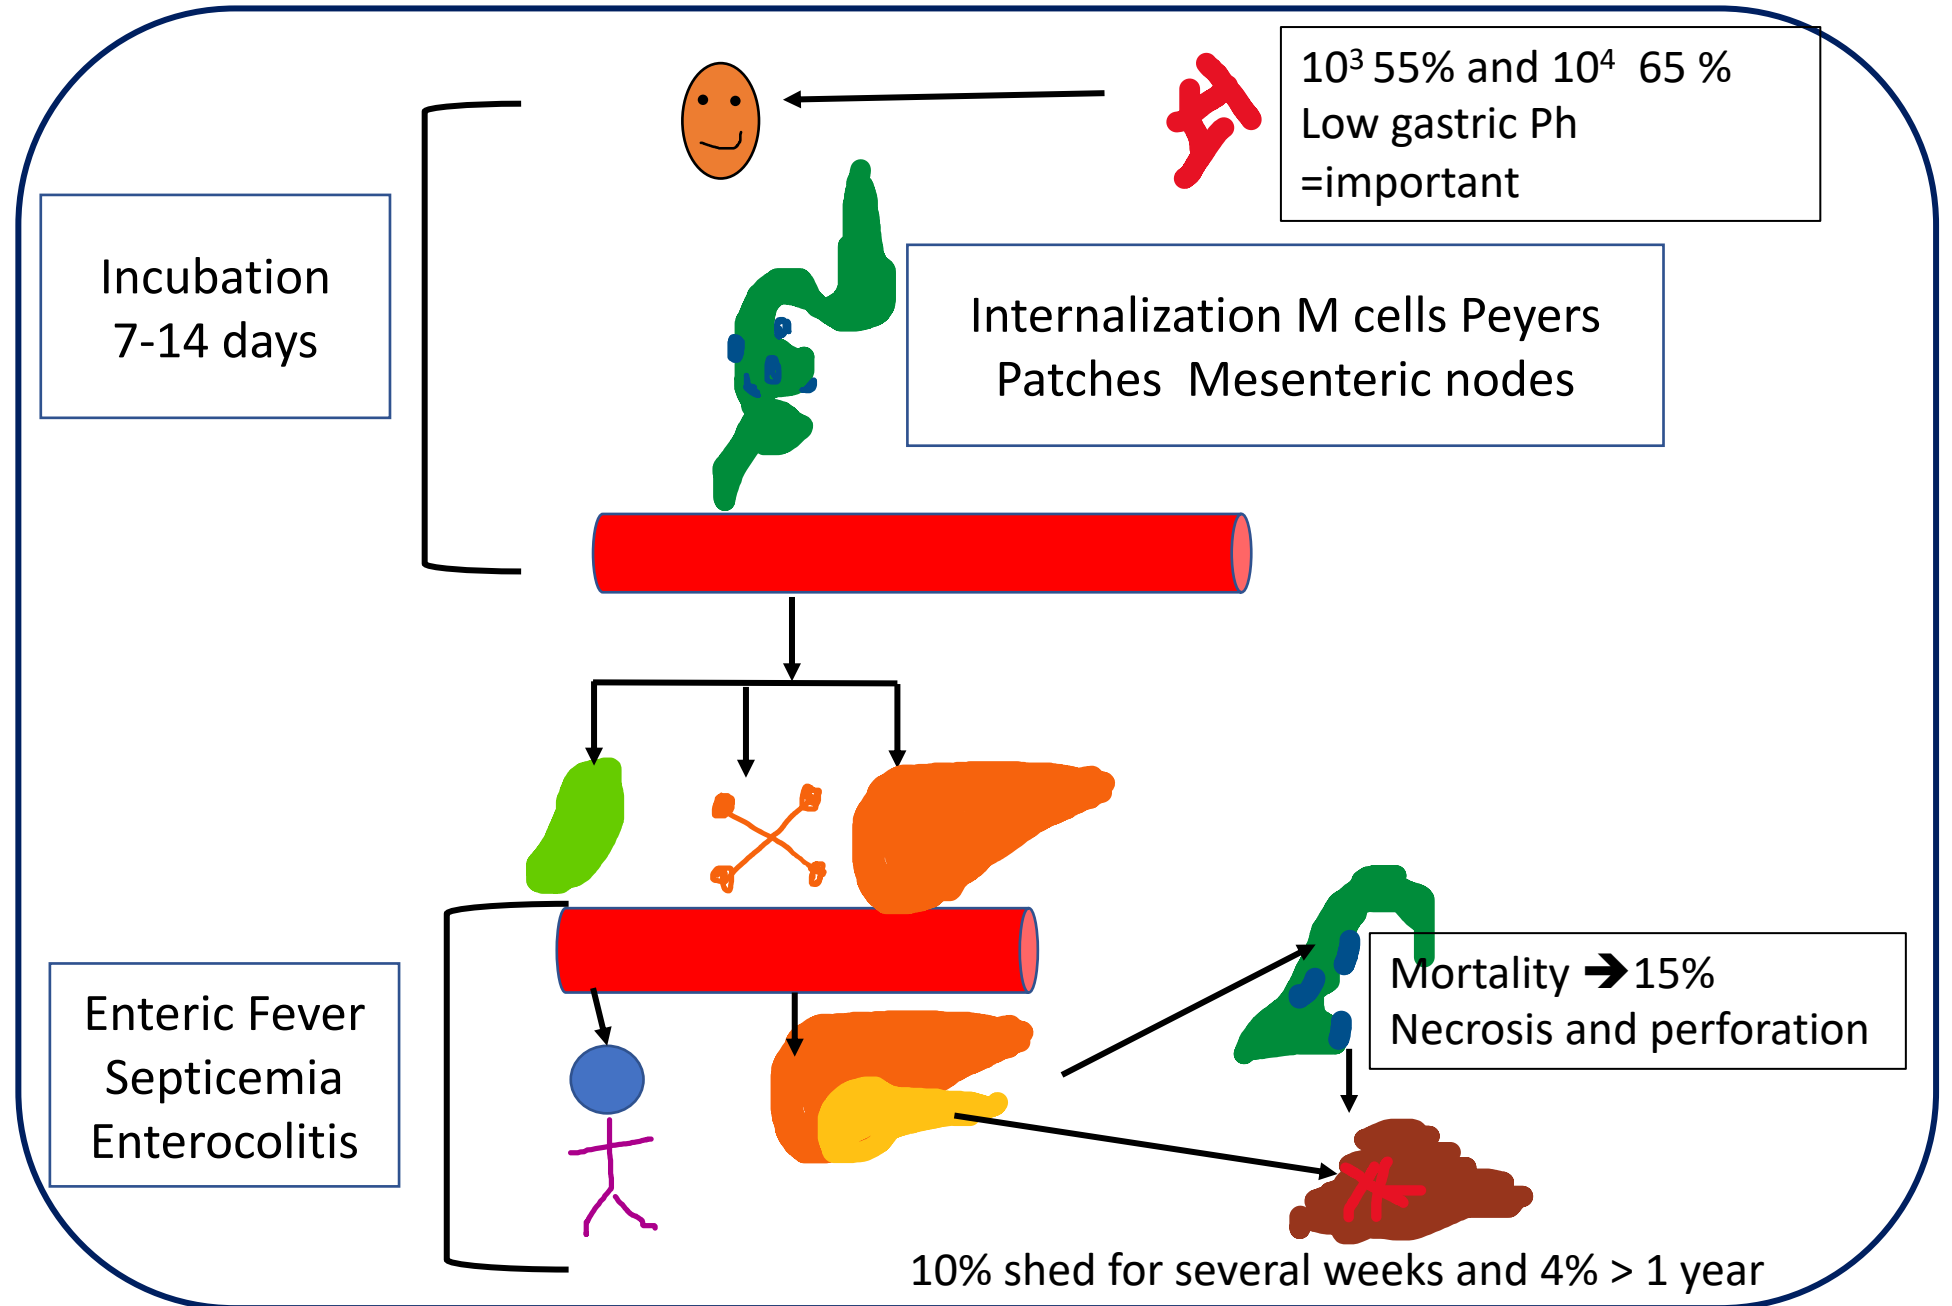 10³ 55% and 10⁴ 65 %
Low gastric Ph
=important
Incubation
7-14 days
Internalization M cells Peyers
Patches Mesenteric nodes
Enteric Fever
Septicemia
Enterocolitis
Mortality ➔15%
Necrosis and perforation
10% shed for several weeks and 4% > 1 year